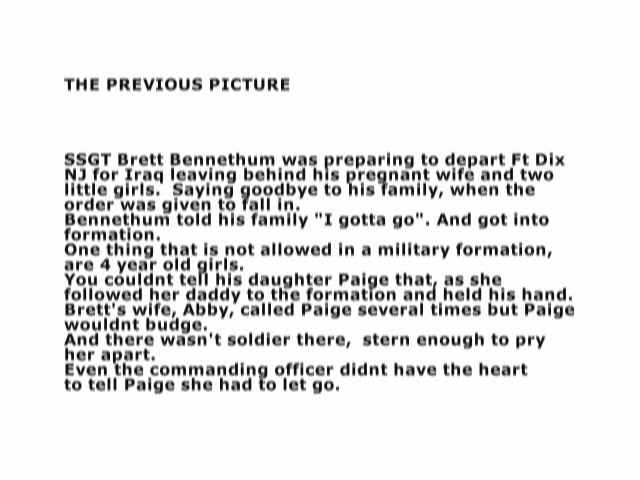 THE PREVIOUS PICTURE
SSGT Brett Bennethum was preparing to depart Ft Dix
NJ for Iraq leaving behind his pregnant wife and two
little girls.  Saying goodbye to his family, when the
order was given to fall in.
Bennethum told his family "I gotta go". And got into
formation.
One thing that is not allowed in a military formation,
are 4 year old girls.
You couldnt tell his daughter Paige that, as she
followed her daddy to the formation and held his hand.
Brett's wife, Abby, called Paige several times but Paige
wouldnt budge.
And there wasn't soldier there,  stern enough to pry
her apart.
Even the commanding officer didnt have the heart
to tell Paige she had to let go.